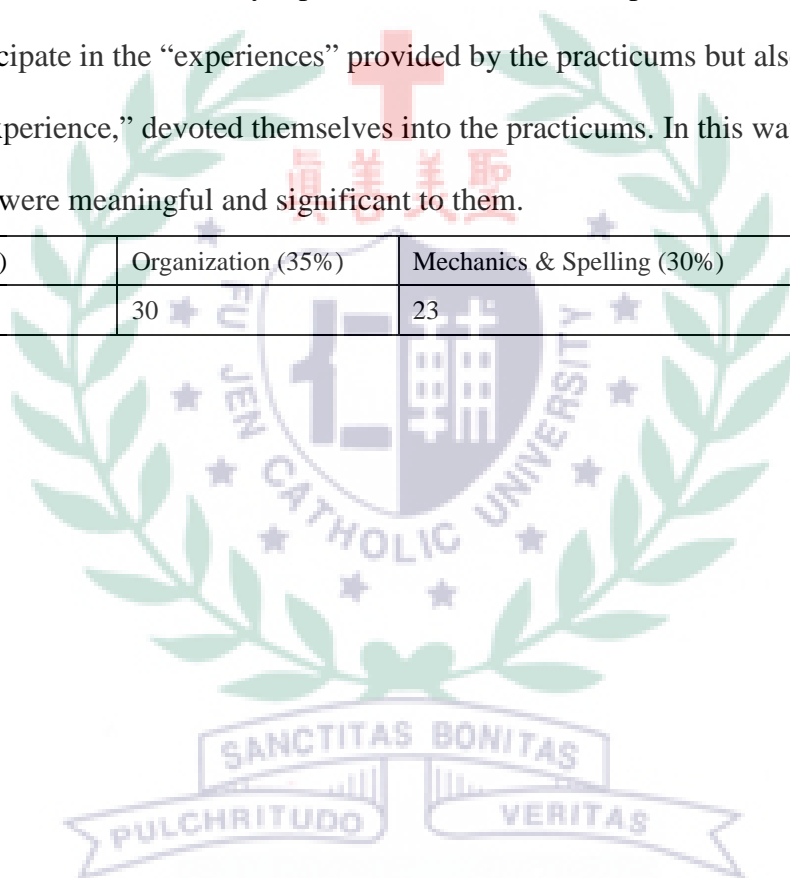 cipate in the “experiences” provided by the practicums but also
xperience,” devoted themselves into the practicums. In this wa
were meaningful and significant to them.
) Organization (35%) Mechanics & Spelling (30%)
30 23
真善美聖
FU JEN CATHOLIC UNIVERSITY
SANCTITAS BONITAS
PULCHRITUDO VERITAS